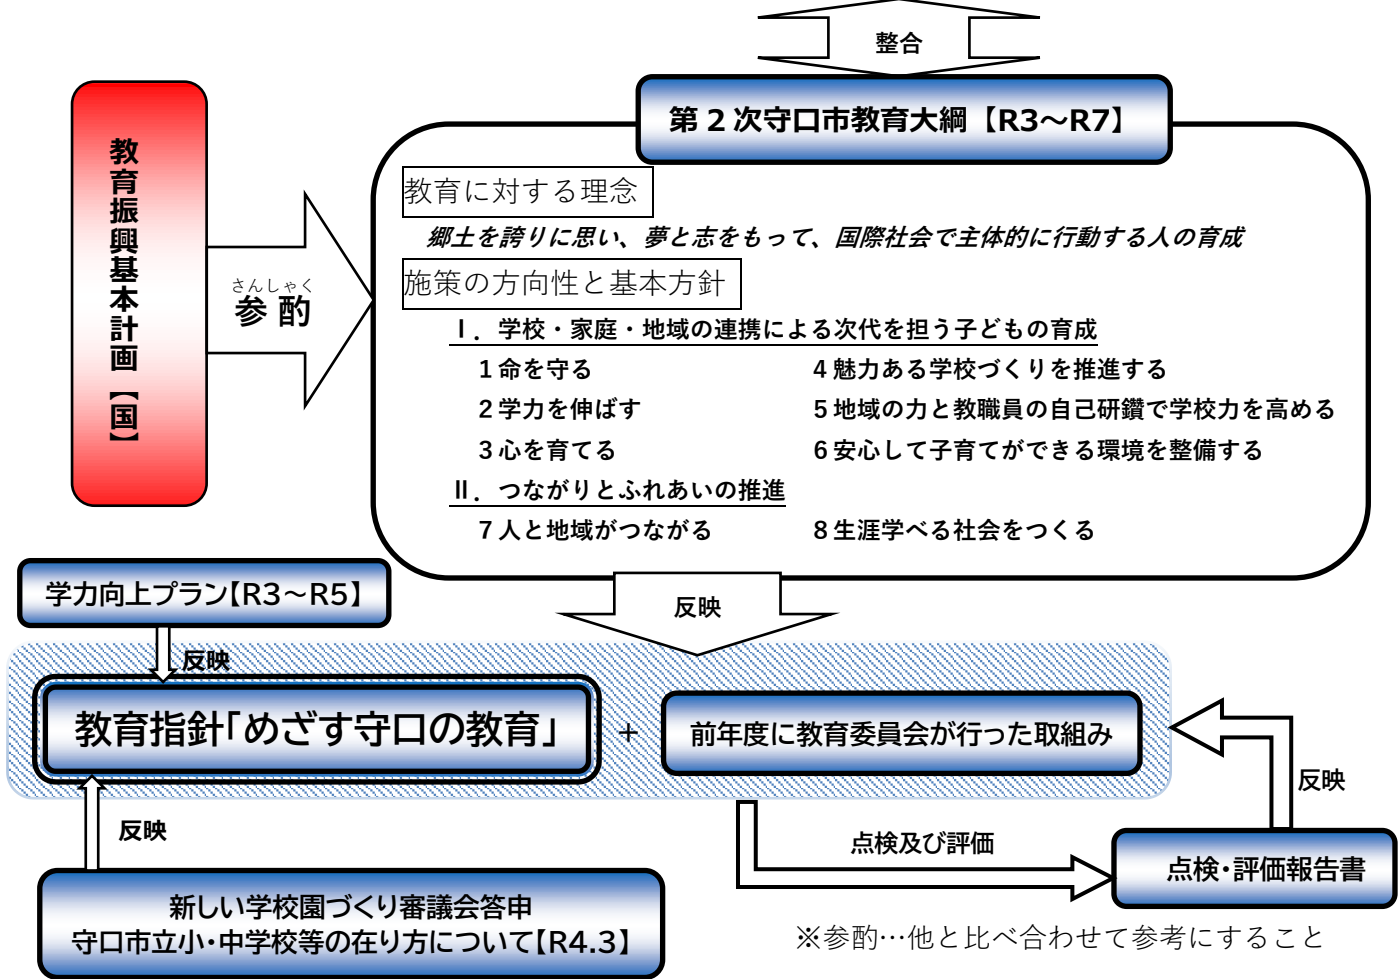 整合
第２次守口市教育大綱【R3～R7】
教育振興基本計画【国】
さんしゃく
参酌
教育に対する理念
郷土を誇りに思い、夢と志をもって、国際社会で主体的に行動する人の育成
施策の方向性と基本方針
Ⅰ．学校・家庭・地域の連携による次代を担う子どもの育成
１命を守る
４魅力ある学校づくりを推進する
２学力を伸ばす
５地域の力と教職員の自己研鑽で学校力を高める
３心を育てる
６安心して子育てができる環境を整備する
Ⅱ．つながりとふれあいの推進
７人と地域がつながる
８生涯学べる社会をつくる
学力向上プラン【R3～R5】
反映
反映
教育指針「めざす守口の教育」
＋
前年度に教育委員会が行った取組み
反映
反映
点検及び評価
点検・評価報告書
新しい学校園づくり審議会答申
守口市立小・中学校等の在り方について【R4.3】
※参酌…他と比べ合わせて参考にすること